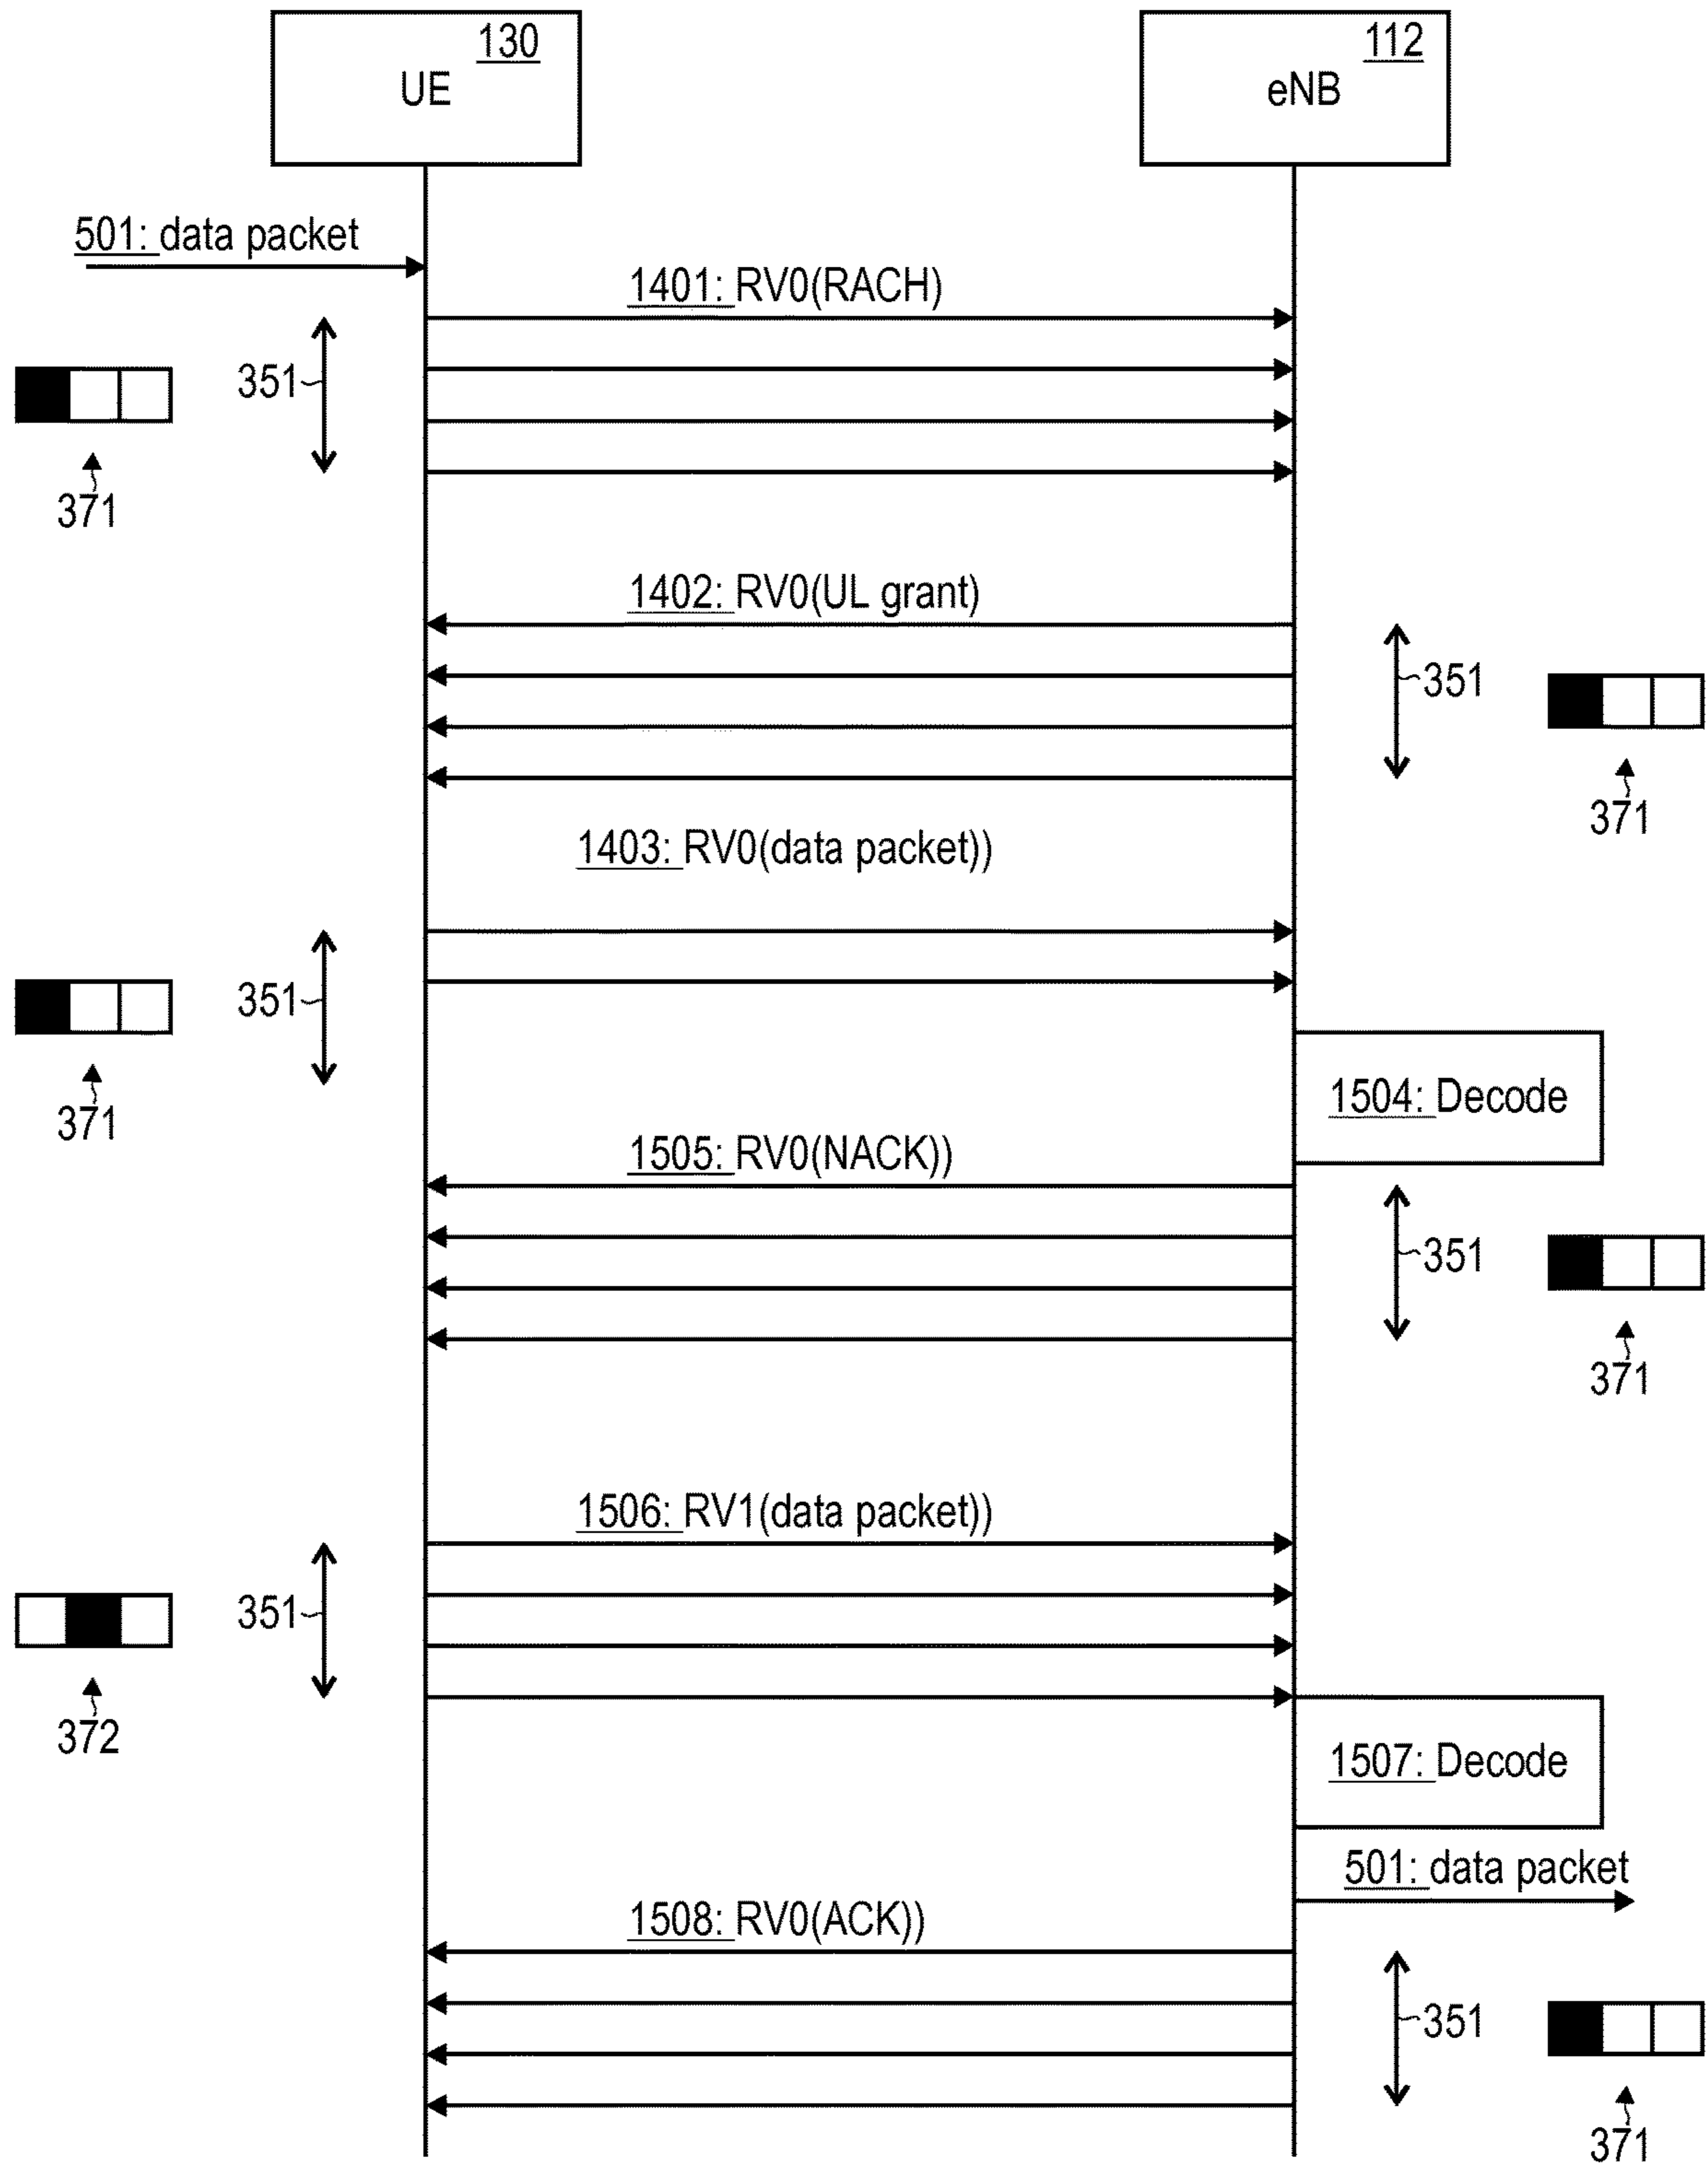 130
UE
112
eNB
501: data packet
1401: RV0(RACH)
351
371
1402: RV0(UL grant)
351
371
1403: RV0(data packet))
351
371
1504: Decode
1505: RV0(NACK))
351
371
1506: RV1(data packet))
351
372
1507: Decode
501: data packet
1508: RV0(ACK))
351
371